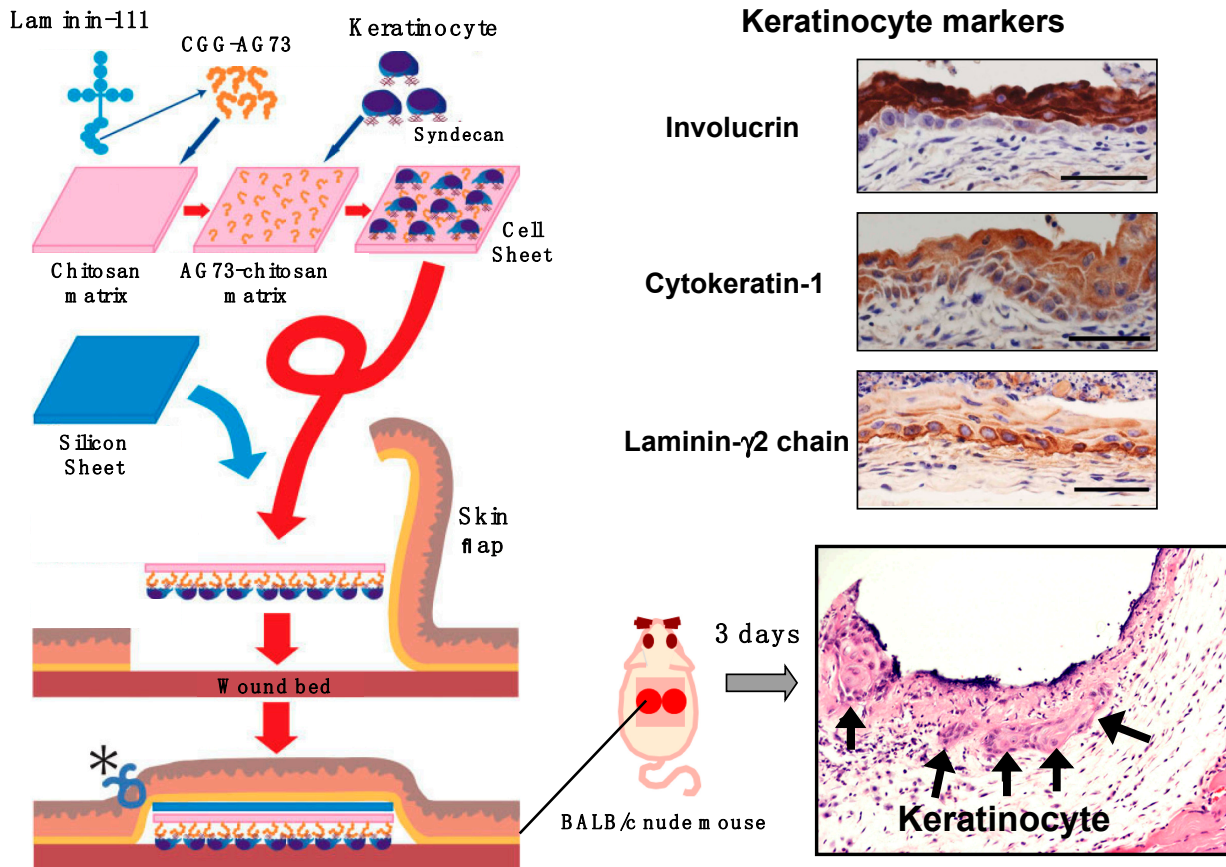 Laminin-111
CGG-AG73
Keratinocyte
Syndecan
Chitosan
matrix
AG73-chitosan
matrix
Cell
Sheet
Silicon
Sheet
Skin
flap
Wound bed
*
BALB/c nude mouse
3 days
Keratinocyte markers
Involucrin
Cytokeratin-1
Laminin-γ2 chain
Keratinocyte